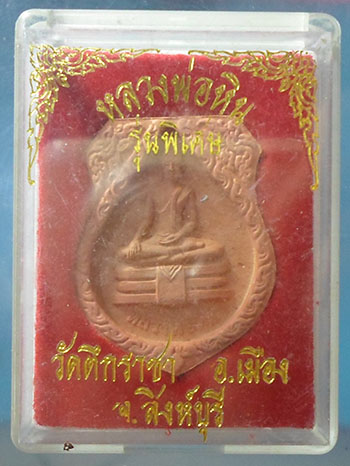 หลวงพ่อหิน
รุ่นพิเศษ
วัดตึกราชา อ.เมือง
จ.สิงห์บุรี